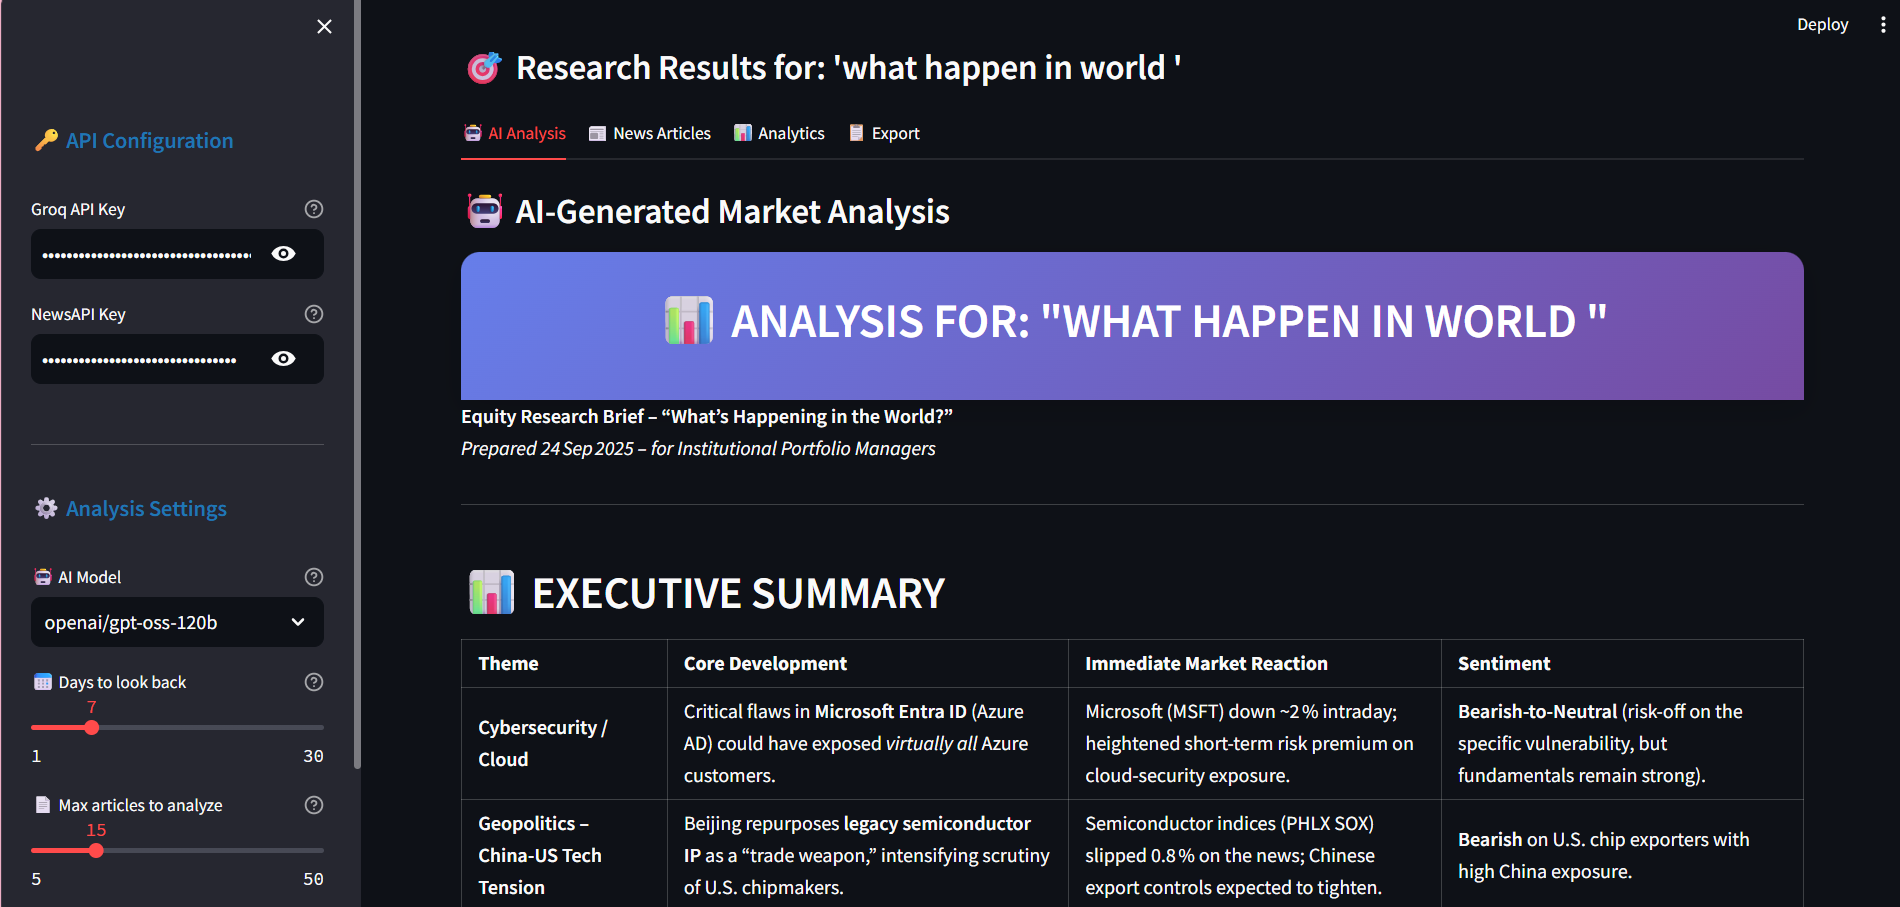 Deploy
API Configuration
Groq API Key
NewsAPI Key
Analysis Settings
AI Model
openai/gpt-oss-120b
Days to look back
7
1 30
Max articles to analyze
15
5 50
Research Results for: 'what happen in world '
AI Analysis News Articles Analytics Export
AI-Generated Market Analysis
ANALYSIS FOR: "WHAT HAPPEN IN WORLD "
Equity Research Brief – “What’s Happening in the World?”
Prepared 24 Sep 2025 – for Institutional Portfolio Managers
EXECUTIVE SUMMARY
Theme Core Development Immediate Market Reaction Sentiment
Cybersecurity /
Cloud
Critical flaws in Microsoft Entra ID (Azure
AD) could have exposed virtually all Azure
customers.
Microsoft (MSFT) down ~2 % intraday;
heightened short-term risk premium on
cloud-security exposure.
Bearish-to-Neutral (risk-off on the
specific vulnerability, but
fundamentals remain strong).
Geopolitics –
China-US Tech
Tension
Beijing repurposes legacy semiconductor
IP as a “trade weapon,” intensifying scrutiny
of U.S. chipmakers.
Semiconductor indices (PHLX SOX)
slipped 0.8 % on the news; Chinese
export controls expected to tighten.
Bearish on U.S. chip exporters with
high China exposure.